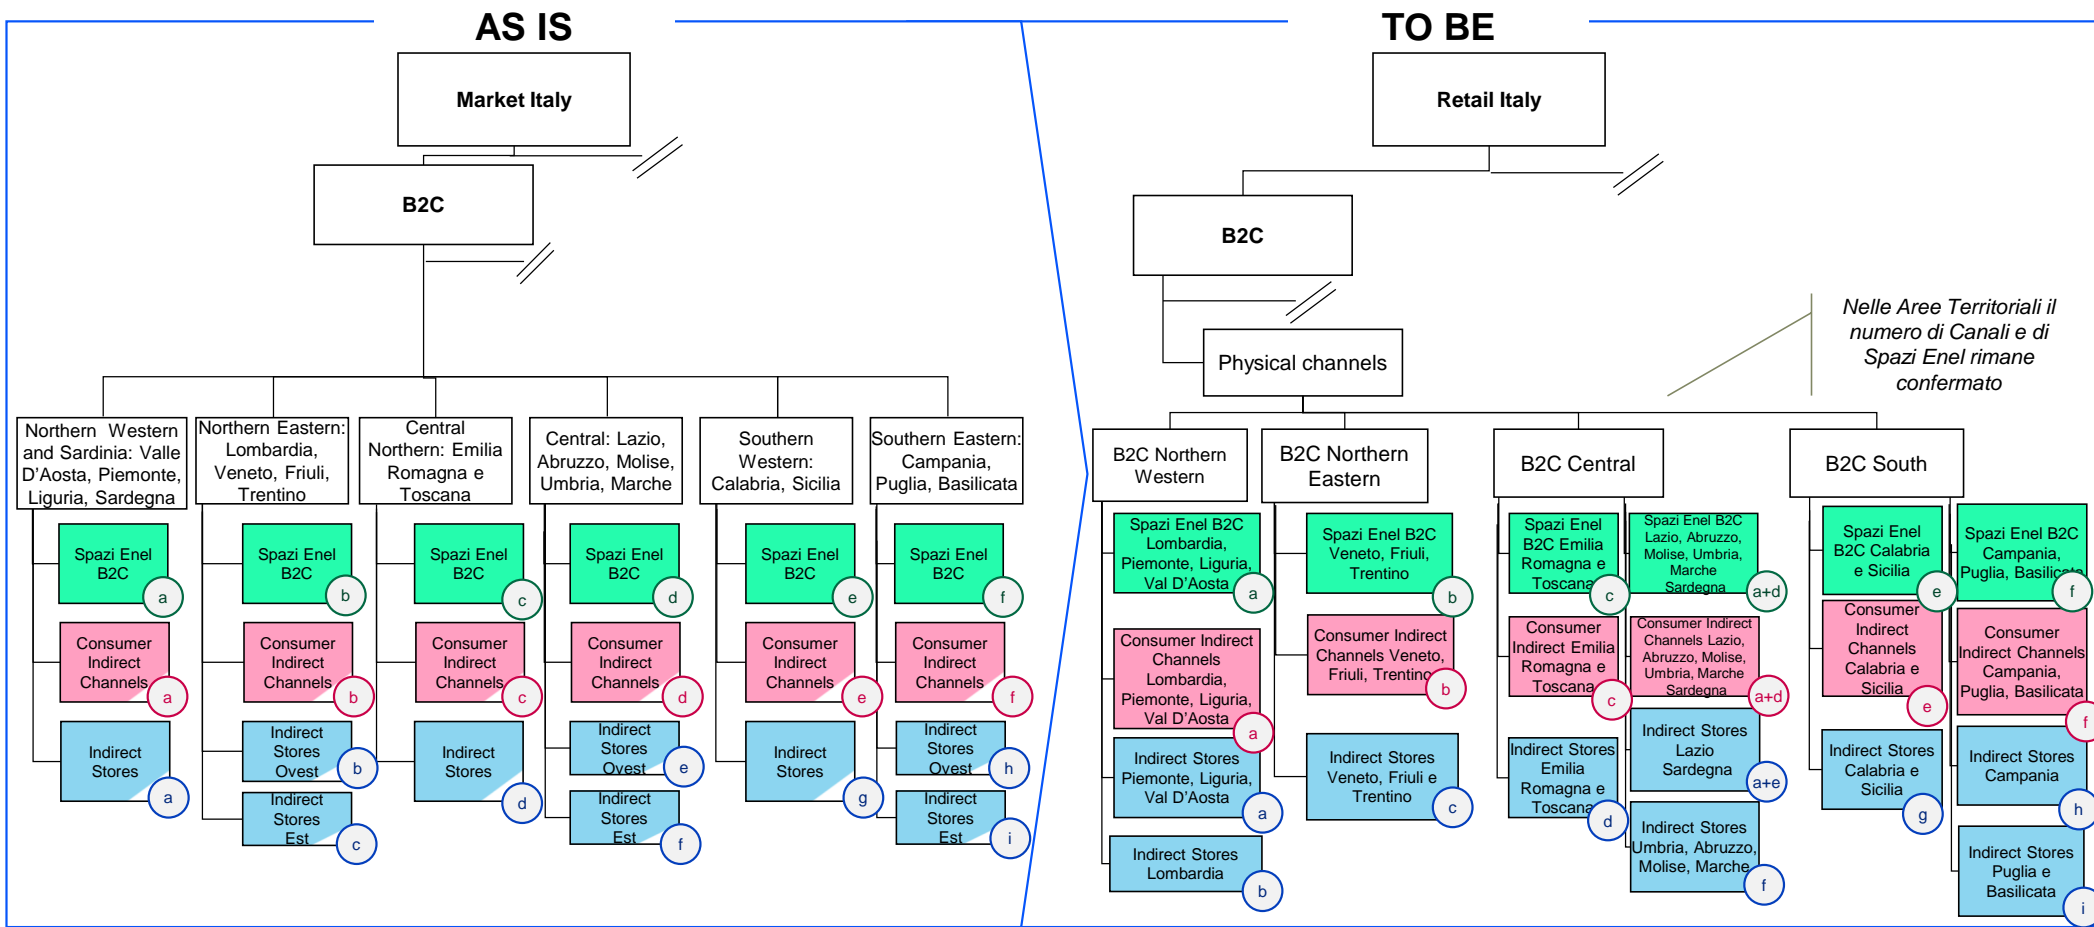 AS IS
Market Italy
B2C
Northern Western
and Sardinia: Valle
D'Aosta, Piemonte,
Liguria, Sardegna
Northern Eastern:
Lombardia,
Veneto, Friuli,
Trentino
Central
Northern: Emilia
Romagna e
Toscana
Central: Lazio,
Abruzzo, Molise,
Umbria, Marche
Southern
Western:
Calabria, Sicilia
Southern Eastern:
Campania,
Puglia, Basilicata
Spazi Enel
B2C
a
Spazi Enel
B2C
b
Spazi Enel
B2C
c
Spazi Enel
B2C
d
Spazi Enel
B2C
e
Spazi Enel
B2C
f
Consumer
Indirect
Channels
a
Consumer
Indirect
Channels
b
Consumer
Indirect
Channels
c
Consumer
Indirect
Channels
d
Consumer
Indirect
Channels
e
Consumer
Indirect
Channels
f
Indirect
Stores
a
Indirect
Stores
Ovest
b
Indirect
Stores
Est
c
Indirect
Stores
d
Indirect
Stores
Ovest
e
Indirect
Stores
Est
f
Indirect
Stores
g
Indirect
Stores
Ovest
h
Indirect
Stores
Est
i
TO BE
Retail Italy
B2C
Physical channels
Nelle Aree Territoriali il
numero di Canali e di
Spazi Enel rimane
confermato
B2C Northern
Western
B2C Northern
Eastern
B2C Central
B2C South
Spazi Enel B2C
Lombardia,
Piemonte, Liguria,
Val D'Aosta
a
Consumer Indirect
Channels
Lombardia,
Piemonte, Liguria,
Val D'Aosta
a
Indirect Stores
Piemonte, Liguria,
Val D'Aosta
a
Indirect Stores
Lombardia
b
Spazi Enel B2C
Veneto, Friuli,
Trentino
b
Consumer Indirect
Channels Veneto,
Friuli, Trentino
b
Indirect Stores
Veneto, Friuli e
Trentino
c
Spazi Enel
B2C Emilia
Romagna e
Toscana
c
Consumer
Indirect Emilia
Romagna e
Toscana
c
Indirect Stores
Emilia
Romagna e
Toscana
d
Spazi Enel B2C
Lazio, Abruzzo,
Molise, Umbria,
Marche
Sardegna
a+d
Consumer Indirect
Channels Lazio,
Abruzzo, Molise,
Umbria, Marche
Sardegna
a+d
Indirect Stores
Lazio
Sardegna
a+e
Indirect Stores
Umbria, Abruzzo,
Molise, Marche
f
Spazi Enel
B2C Calabria
e Sicilia
e
Consumer
Indirect
Channels
Calabria e
Sicilia
e
Indirect Stores
Calabria e
Sicilia
g
Spazi Enel B2C
Campania,
Puglia, Basilicata
f
Consumer
Indirect Channels
Campania,
Puglia, Basilicata
f
Indirect Stores
Campania
h
Indirect Stores
Puglia e
Basilicata
i